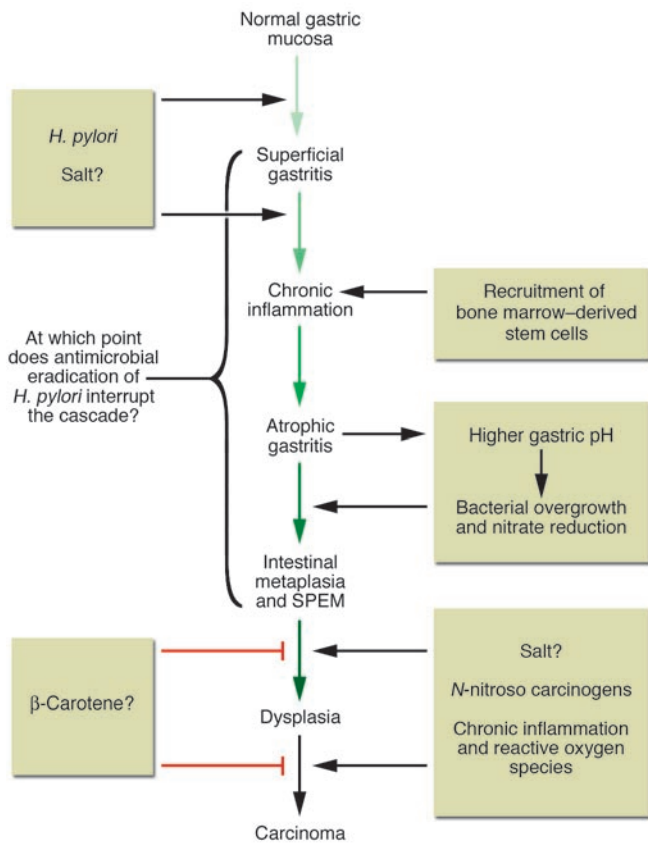 Normal gastric
mucosa
H. pylori
Salt?
Superficial
gastritis
Chronic
inflammation
Recruitment of
bone marrow–derived
stem cells
At which point
does antimicrobial
eradication of
H. pylori interrupt
the cascade?
Atrophic
gastritis
Higher gastric pH
Bacterial overgrowth
and nitrate reduction
Intestinal
metaplasia
and SPEM
β-Carotene?
Salt?
N-nitroso carcinogens
Chronic inflammation
and reactive oxygen
species
Dysplasia
Carcinoma